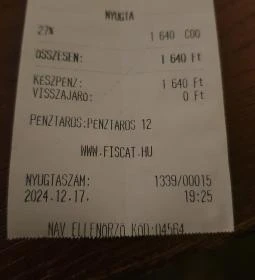 NYUGTA
27% 1 640 C00
ÖSSZESEN: 1 640 Ft
KÉSZPÉNZ: 1 640 Ft
VISSZAJÁRÓ: 0 Ft
PÉNZTÁROS:PÉNZTÁROS 12
WWW.FISCAT.HU
NYUGTASZÁM: 1339/00015
2024.12.17. 19:25
NAV ELLENŐRZŐ KÓD:04564